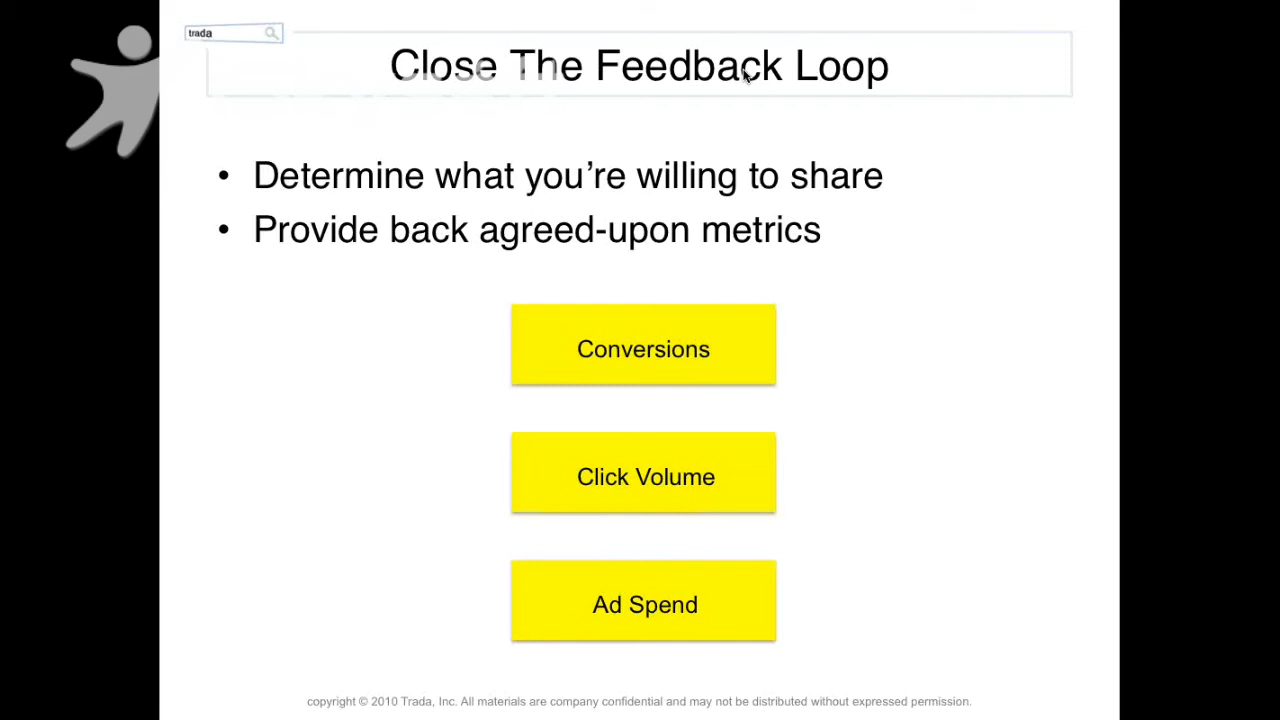 trada
Close The Feedback Loop
• Determine what you’re willing to share
• Provide back agreed-upon metrics
Conversions
Click Volume
Ad Spend
copyright © 2010 Trada, Inc. All materials are company confidential and may not be distributed without expressed permission.